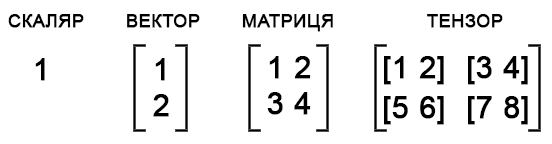 СКАЛЯР ВЕКТОР МАТРИЦЯ ТЕНЗОР
1 [1 2] [1 2 3 4] [[1 2] [3 4] [5 6] [7 8]]